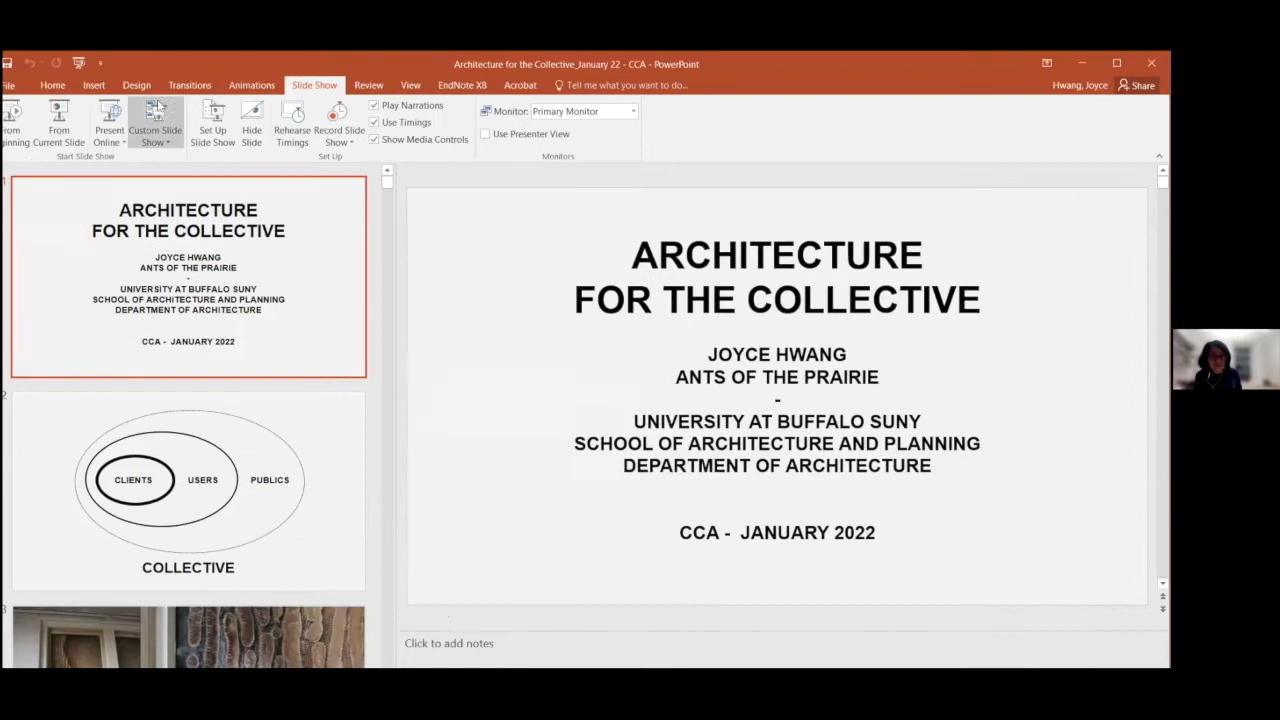 Architecture for the Collective_January 22 - CCA - PowerPoint
File
Home
Insert
Design
Transitions
Animations
Slide Show
Review
View
EndNote X8
Acrobat
Tell me what you want to do...
Hwang, Joyce
Share
From
Current Slide
Present
Online
Custom Slide
Show
Start Slide Show
Set Up
Slide Show
Hide
Slide
Rehearse
Timings
Record Slide
Show
Play Narrations
Use Timings
Show Media Controls
Set Up
Monitor:
Primary Monitor
Use Presenter View
Monitors
1
ARCHITECTURE
FOR THE COLLECTIVE
JOYCE HWANG
ANTS OF THE PRAIRIE
-
UNIVERSITY AT BUFFALO SUNY
SCHOOL OF ARCHITECTURE AND PLANNING
DEPARTMENT OF ARCHITECTURE
CCA - JANUARY 2022
2
CLIENTS
USERS
PUBLICS
COLLECTIVE
3
ARCHITECTURE
FOR THE COLLECTIVE
JOYCE HWANG
ANTS OF THE PRAIRIE
-
UNIVERSITY AT BUFFALO SUNY
SCHOOL OF ARCHITECTURE AND PLANNING
DEPARTMENT OF ARCHITECTURE
CCA - JANUARY 2022
Click to add notes